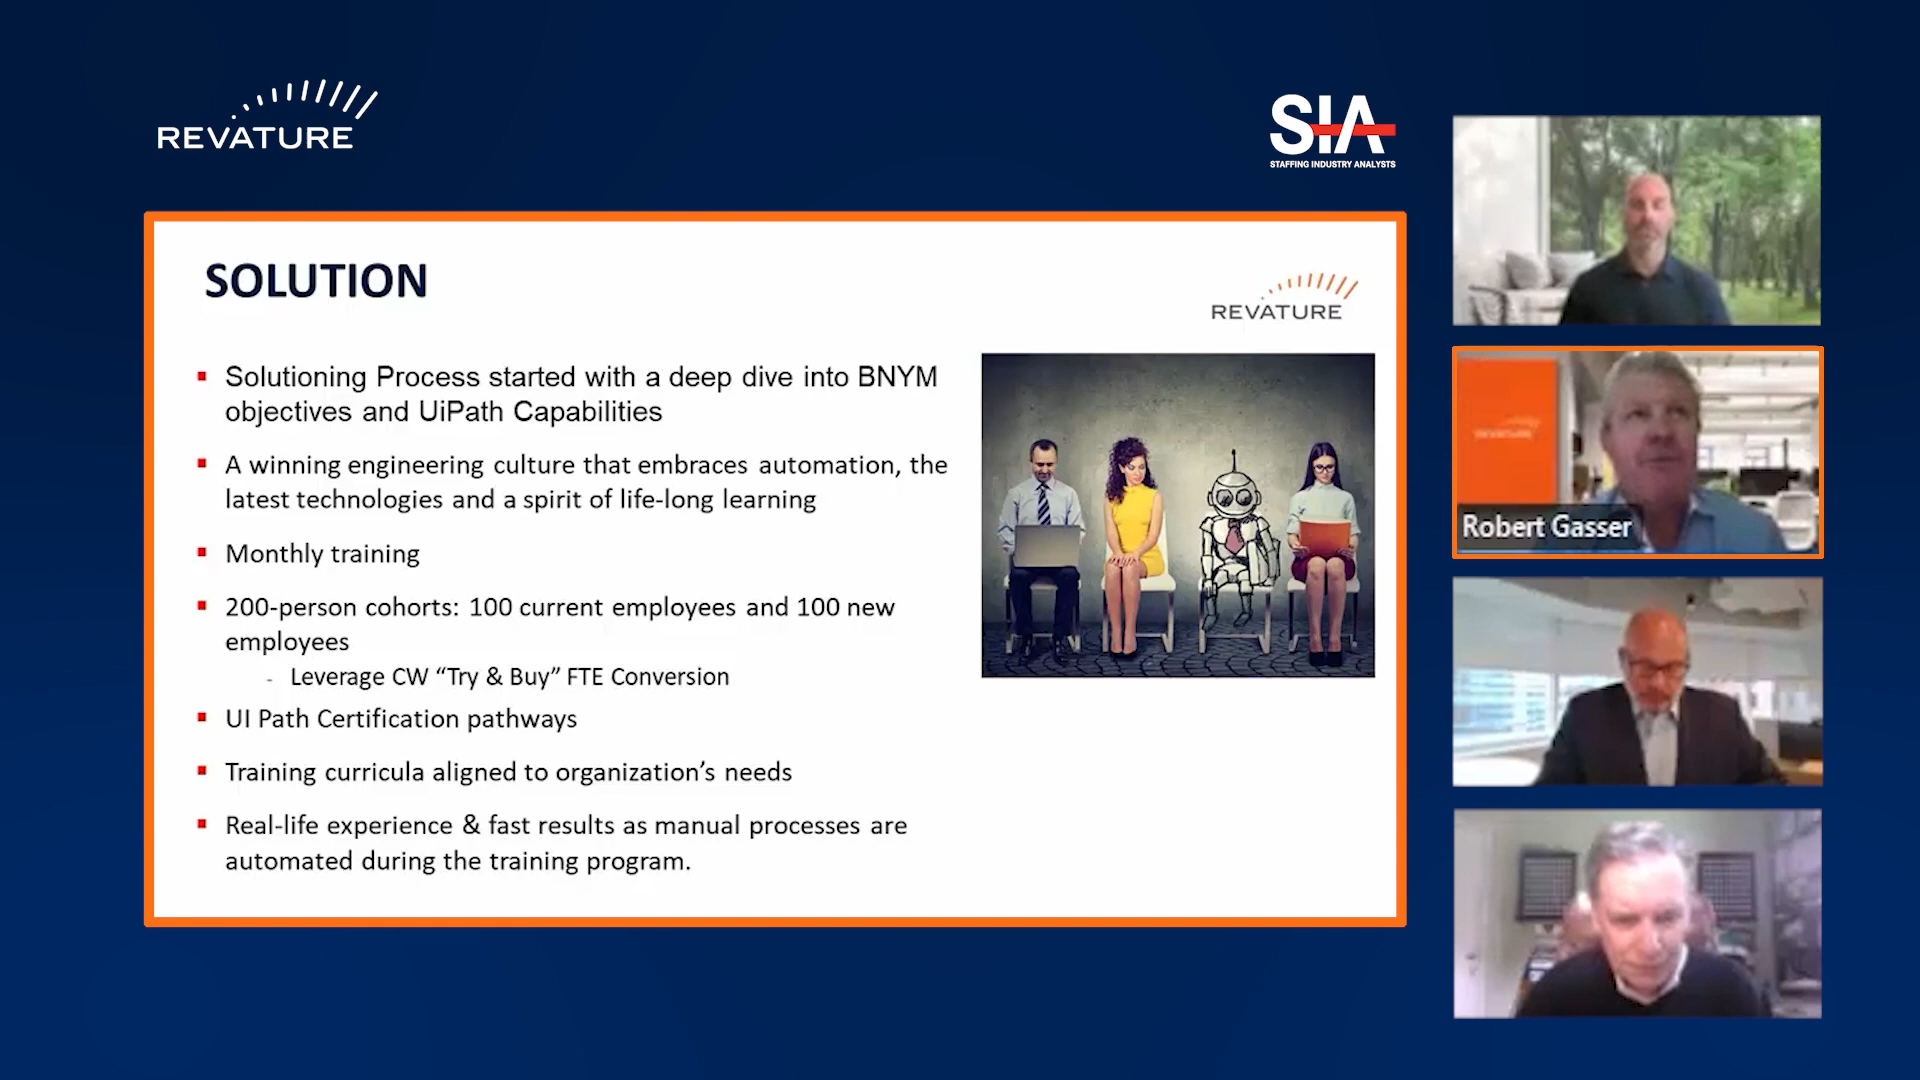 REVATURE
SIA
STAFFING INDUSTRY ANALYSTS
SOLUTION
REVATURE
Solutioning Process started with a deep dive into BNYM
objectives and UiPath Capabilities
A winning engineering culture that embraces automation, the
latest technologies and a spirit of life-long learning
Monthly training
200-person cohorts: 100 current employees and 100 new
employees
- Leverage CW “Try & Buy” FTE Conversion
UI Path Certification pathways
Training curricula aligned to organization’s needs
Real-life experience & fast results as manual processes are
automated during the training program.
REVATURE
Robert Gasser